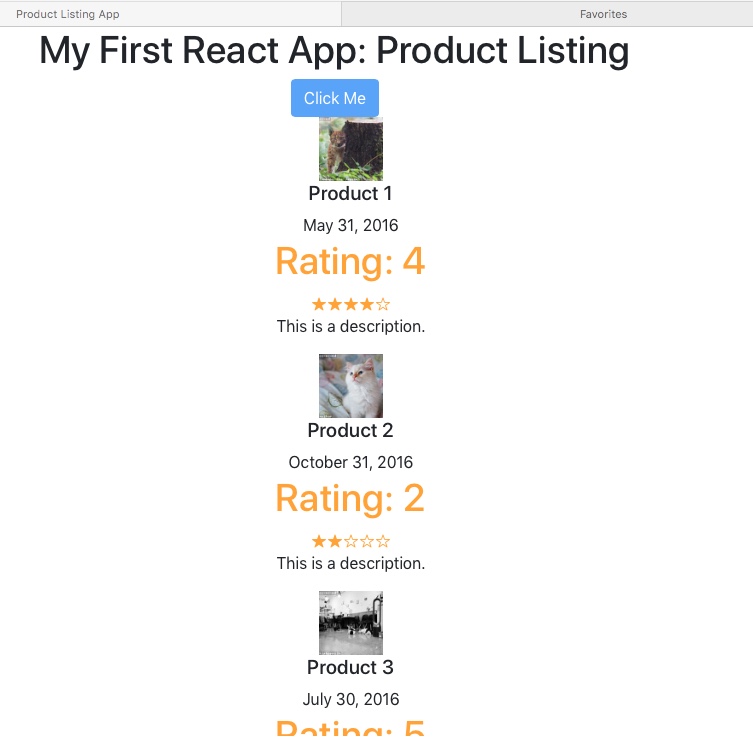 Product Listing App
Favorites
My First React App: Product Listing
Click Me
Product 1
May 31, 2016
Rating: 4
★★★★☆
This is a description.
Product 2
October 31, 2016
Rating: 2
★★☆☆☆
This is a description.
Product 3
July 30, 2016
Rating: 5